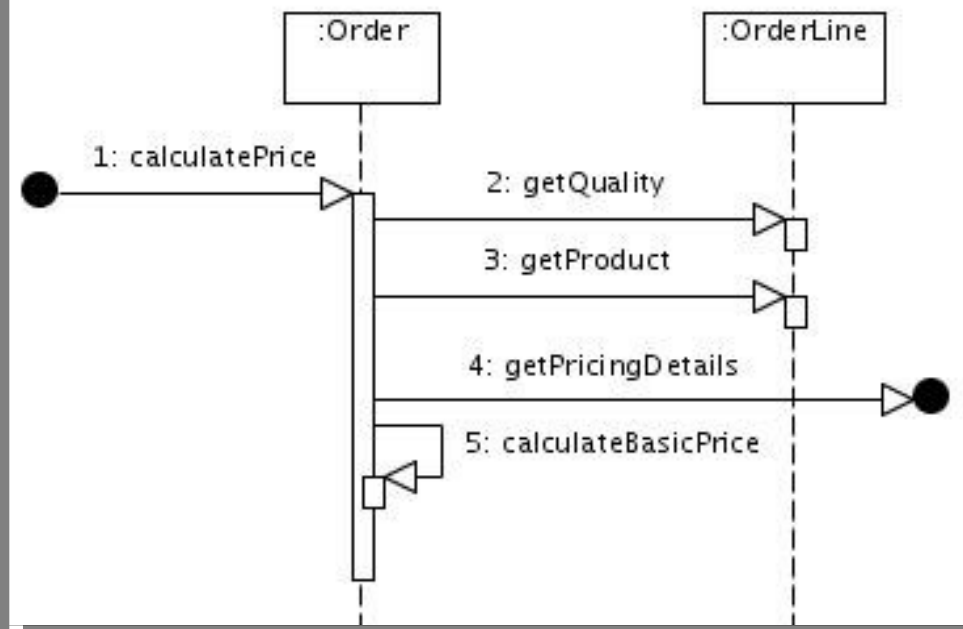 :Order
:OrderLine
1: calculatePrice
2: getQuality
3: getProduct
4: getPricingDetails
5: calculateBasicPrice